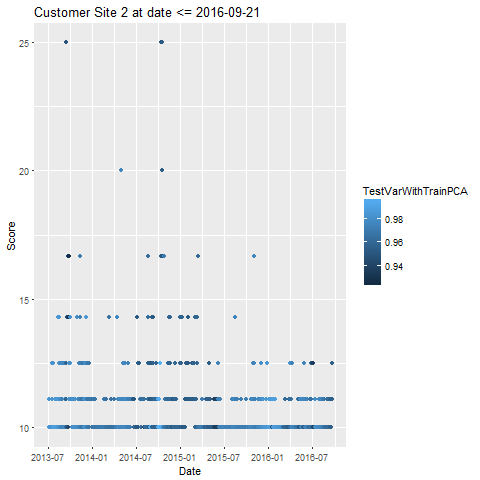 Customer Site 2 at date <= 2016-09-21
25
20
15
10
Score
2013-07 2014-01 2014-07 2015-01 2015-07 2016-01 2016-07
Date
TestVarWithTrainPCA
0.98
0.96
0.94